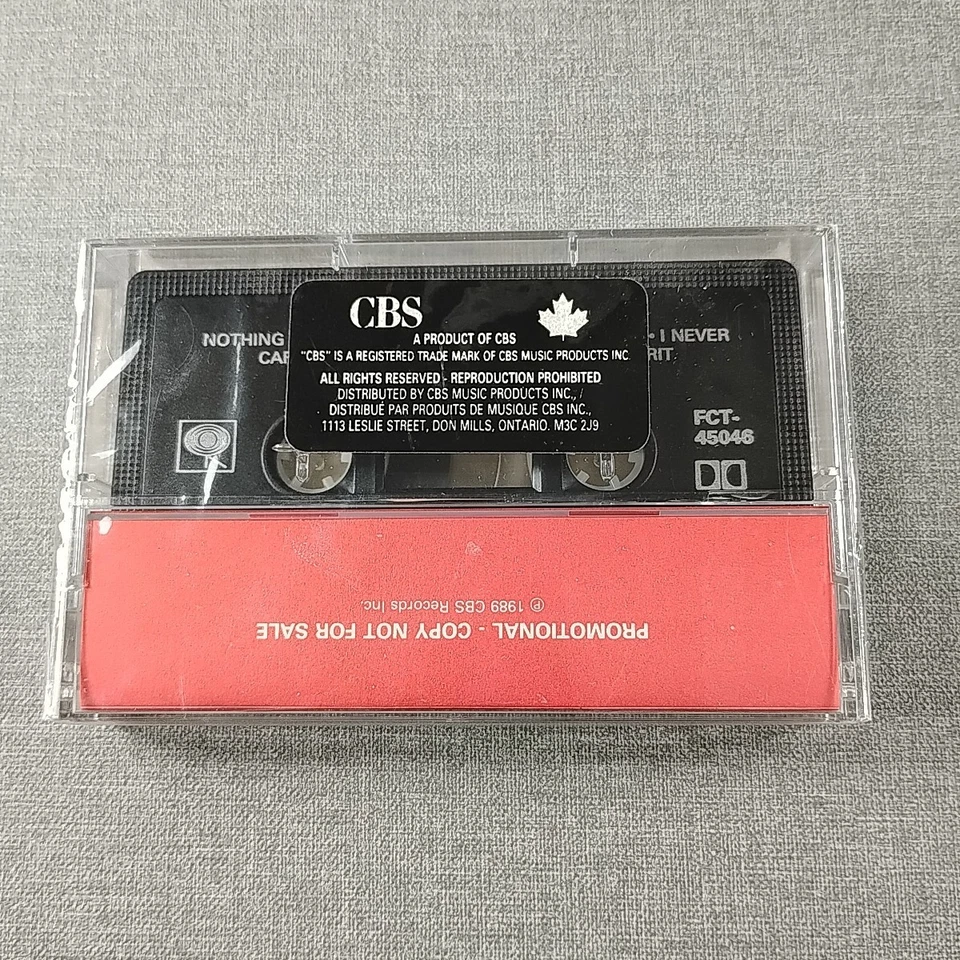 CBS
A PRODUCT OF CBS
"CBS" IS A REGISTERED TRADE MARK OF CBS MUSIC PRODUCTS INC.
ALL RIGHTS RESERVED - REPRODUCTION PROHIBITED
DISTRIBUTED BY CBS MUSIC PRODUCTS INC., /
DISTRIBUÉ PAR PRODUITS DE MUSIQUE CBS INC.,
1113 LESLIE STREET, DON MILLS, ONTARIO. M3C 2J9
NOTHING • I NEVER
FCT-
45046
PROMOTIONAL - COPY NOT FOR SALE
℗ 1989 CBS Records Inc.